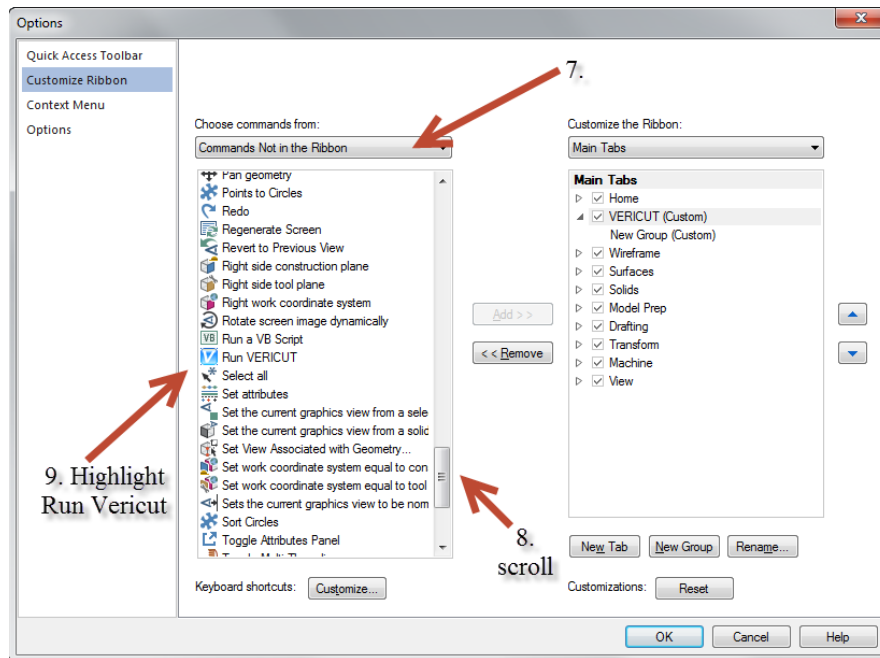 Options
Quick Access Toolbar
Customize Ribbon
Context Menu
Options
7.
Choose commands from:
Commands Not in the Ribbon
Pan geometry
Points to Circles
Redo
Regenerate Screen
Revert to Previous View
Right side construction plane
Right side tool plane
Right work coordinate system
Rotate screen image dynamically
VB Run a VB Script
Run VERICUT
Select all
Set attributes
Set the current graphics view from a sele
Set the current graphics view from a solid
Set View Associated with Geometry...
Set work coordinate system equal to con
Set work coordinate system equal to tool
Sets the current graphics view to be nom
Sort Circles
Toggle Attributes Panel
9. Highlight
Run Vericut
8.
scroll
Keyboard shortcuts:
Customize...
Add > >
< < Remove
Customize the Ribbon:
Main Tabs
Main Tabs
Home
VERICUT (Custom)
New Group (Custom)
Wireframe
Surfaces
Solids
Model Prep
Drafting
Transform
Machine
View
New Tab
New Group
Rename...
Customizations:
Reset
OK
Cancel
Help